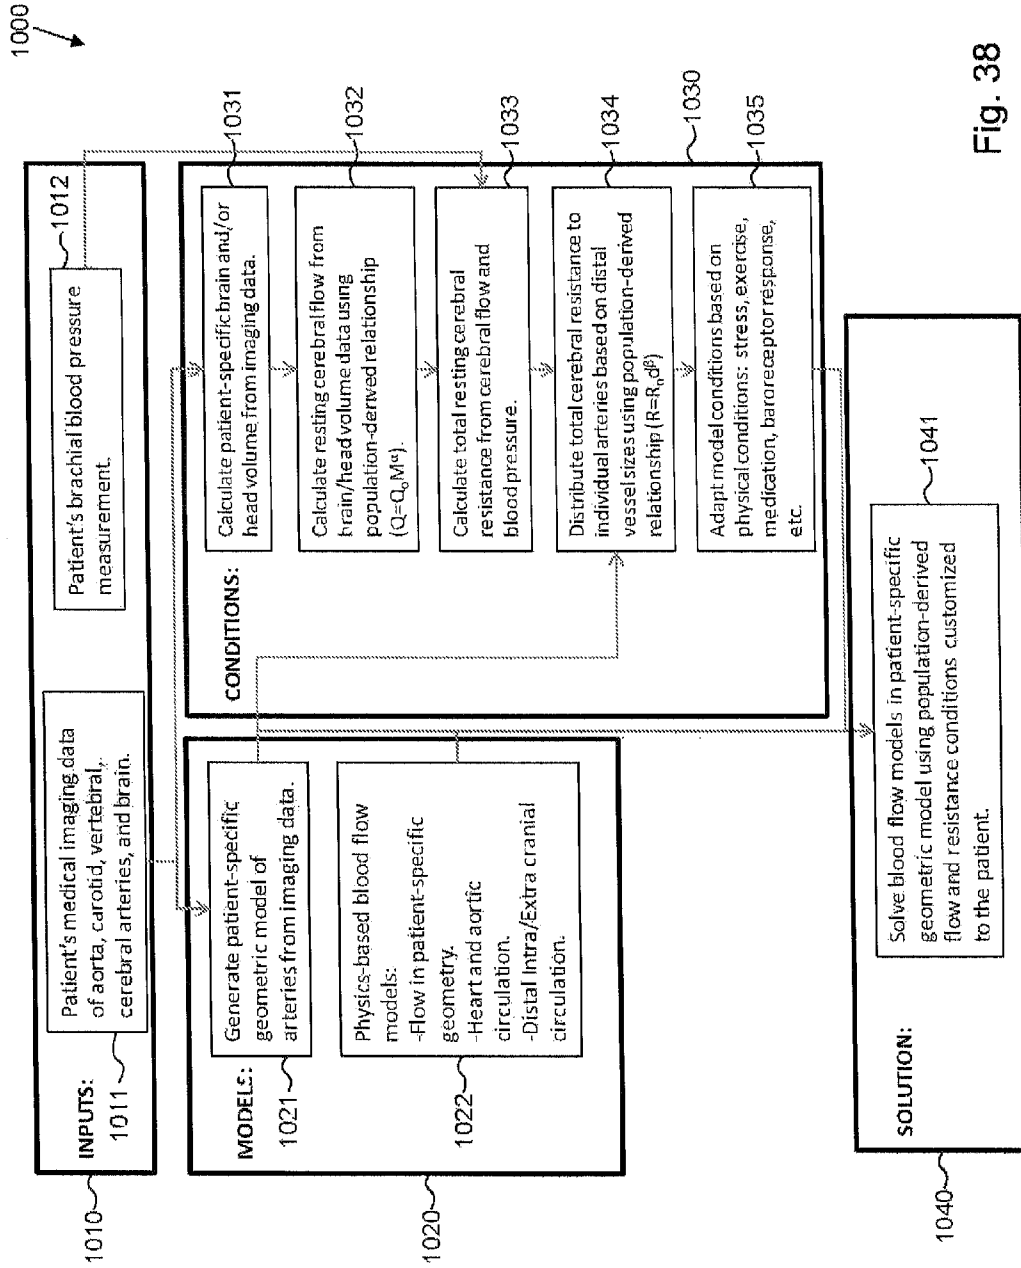 1000
1010
INPUTS:
1011
Patient's medical imaging data
of aorta, carotid, vertebral,
cerebral arteries, and brain.
1012
Patient's brachial blood pressure
measurement.
1020
MODELS:
1021
Generate patient-specific
geometric model of
arteries from imaging data.
1022
Physics-based blood flow
models:
-Flow in patient-specific
geometry.
-Heart and aortic
circulation.
-Distal Intra/Extra cranial
circulation.
CONDITIONS:
1030
Calculate patient-specific brain and/or
head volume from imaging data.
1031
Calculate resting cerebral flow from
brain/head volume data using
population-derived relationship
(Q=QₒMᵅ).
1032
Calculate total resting cerebral
resistance from cerebral flow and
blood pressure.
1033
Distribute total cerebral resistance to
individual arteries based on distal
vessel sizes using population-derived
relationship (R=Rₒdᵝ)
1034
Adapt model conditions based on
physical conditions: stress, exercise,
medication, baroreceptor response,
etc.
1035
1040
SOLUTION:
1041
Solve blood flow models in patient-specific
geometric model using population-derived
flow and resistance conditions customized
to the patient.
Fig. 38